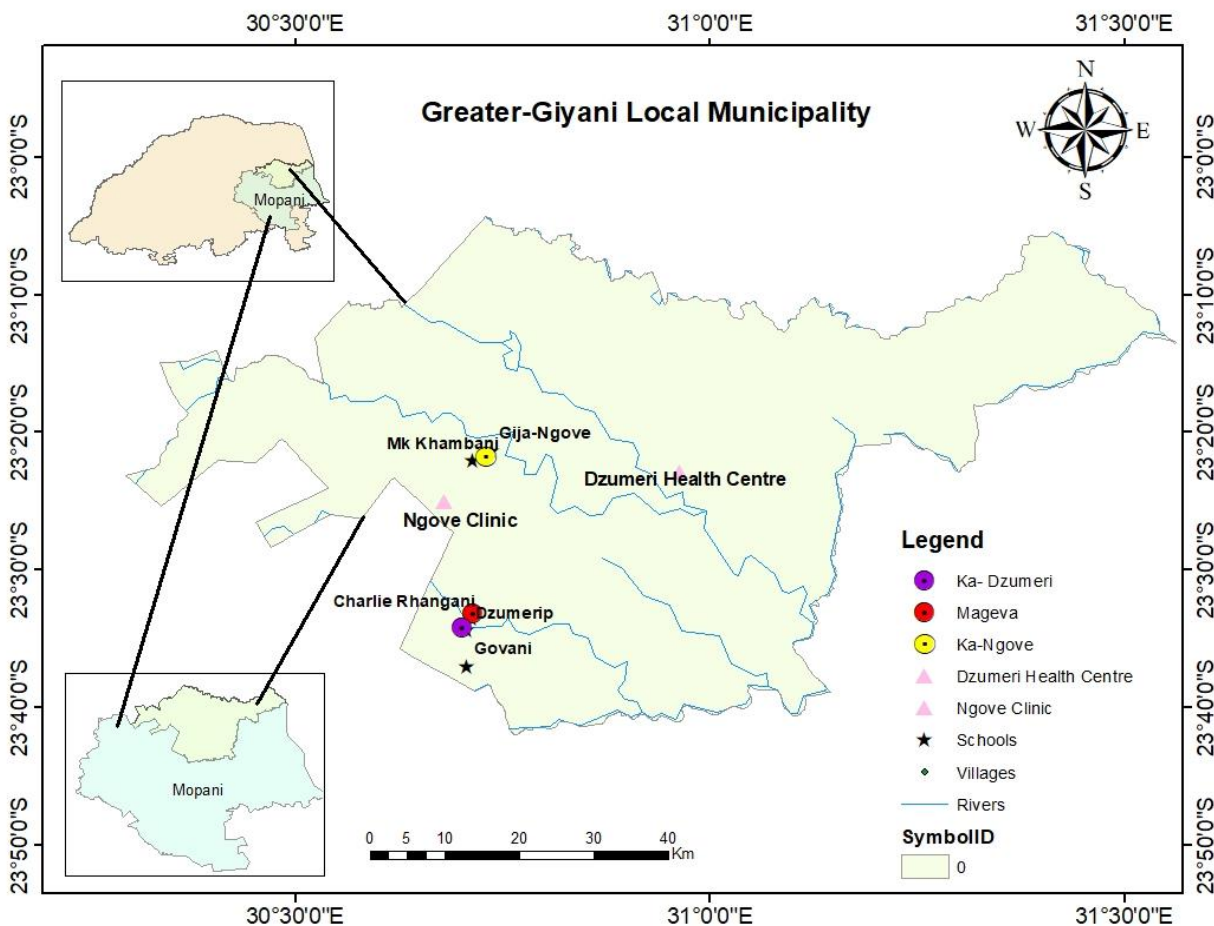 30°30'0"E
31°0'0"E
31°30'0"E
Greater-Giyani Local Municipality
N
W
E
S
23°0'0"S
23°0'0"S
Mopani
23°10'0"S
23°10'0"S
23°20'0"S
23°20'0"S
Gija-Ngove
Mk Khambani
Dzumeri Health Centre
Ngove Clinic
23°30'0"S
23°30'0"S
Charlie Rhangani
Dzumerip
Govani
Legend
Ka- Dzumeri
Mageva
Ka-Ngove
Dzumeri Health Centre
Ngove Clinic
Schools
Villages
Rivers
SymbolID
0
23°40'0"S
23°40'0"S
Mopani
0 5 10 20 30 40
Km
23°50'0"S
23°50'0"S
30°30'0"E
31°0'0"E
31°30'0"E